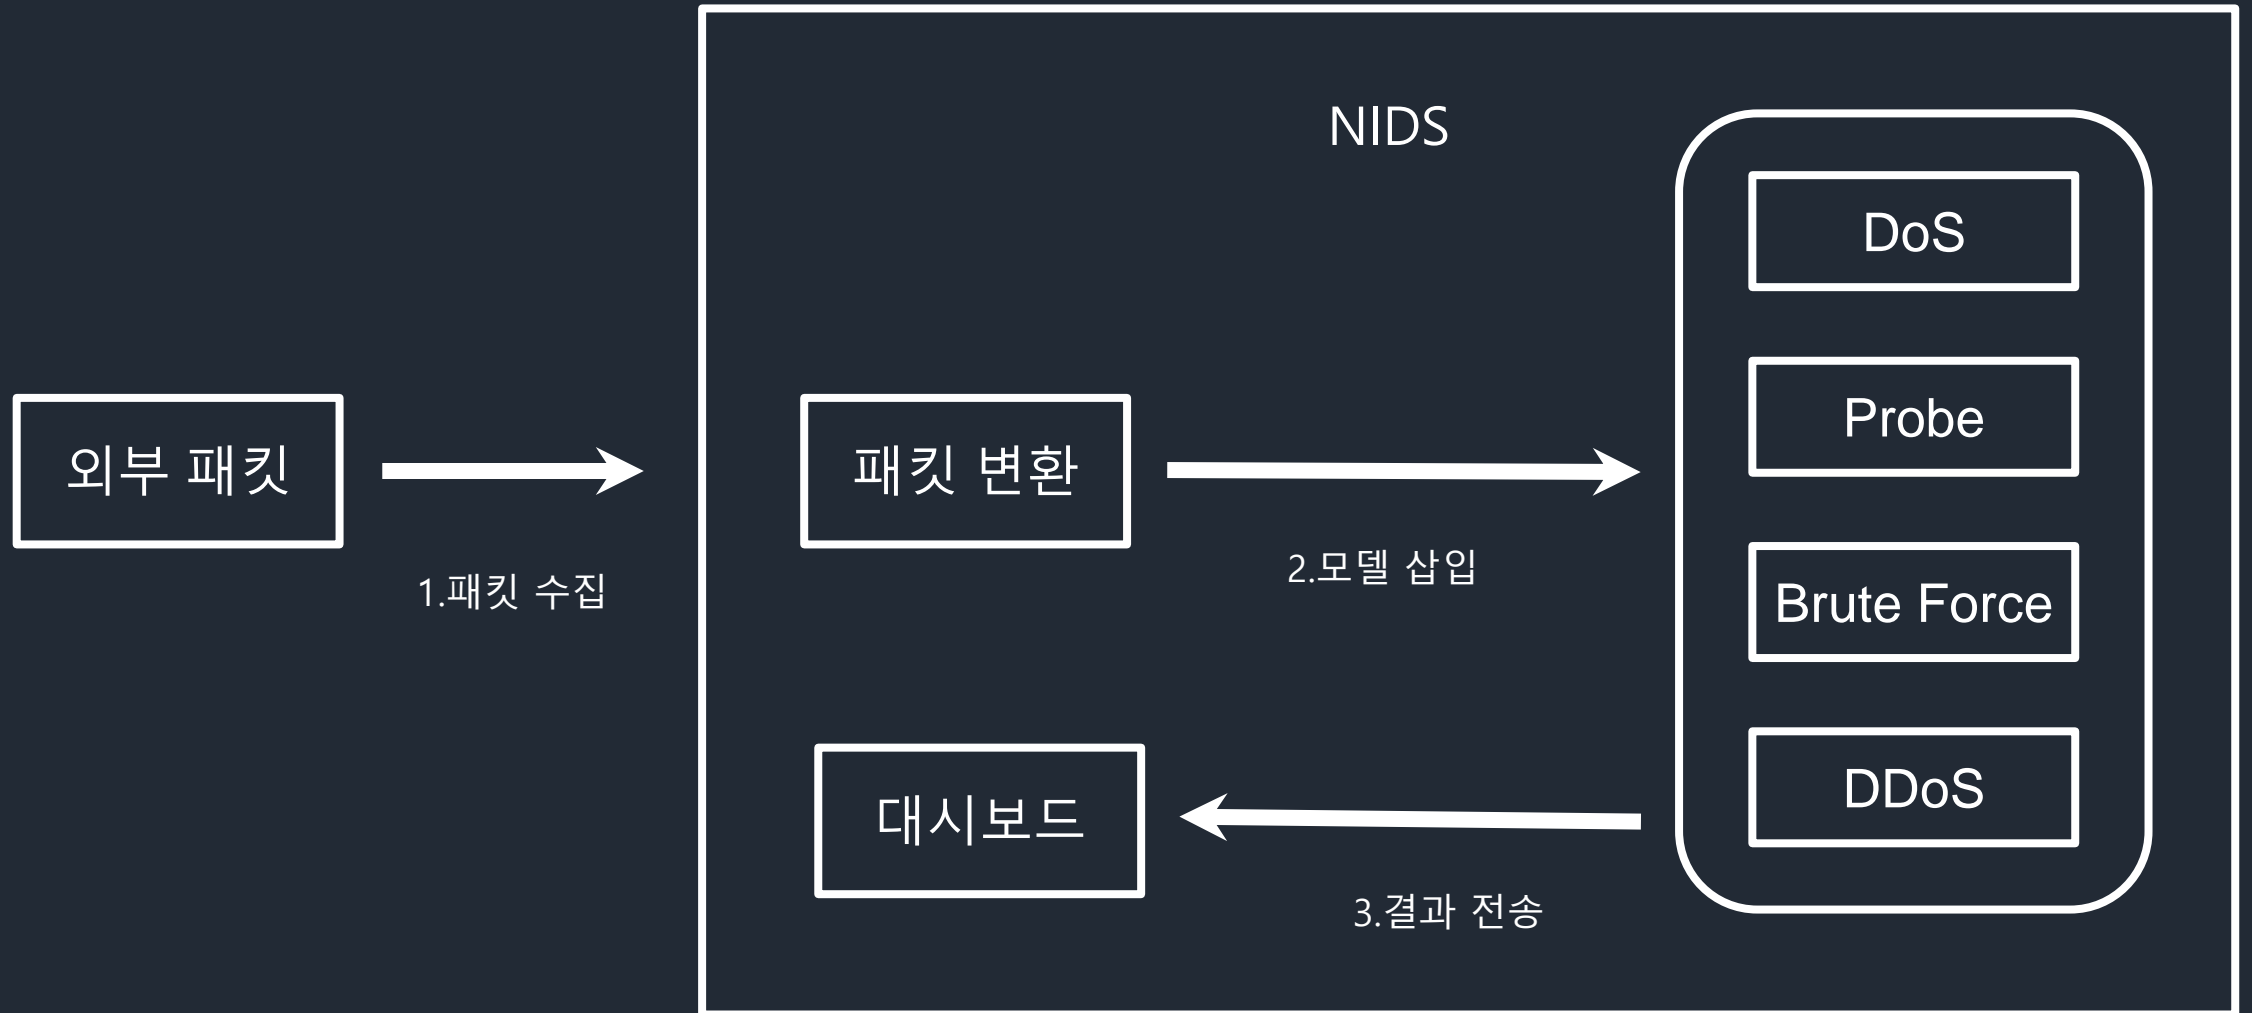 NIDS
외부 패킷
1.패킷 수집
패킷 변환
2.모델 삽입
DoS
Probe
Brute Force
DDoS
3.결과 전송
대시보드